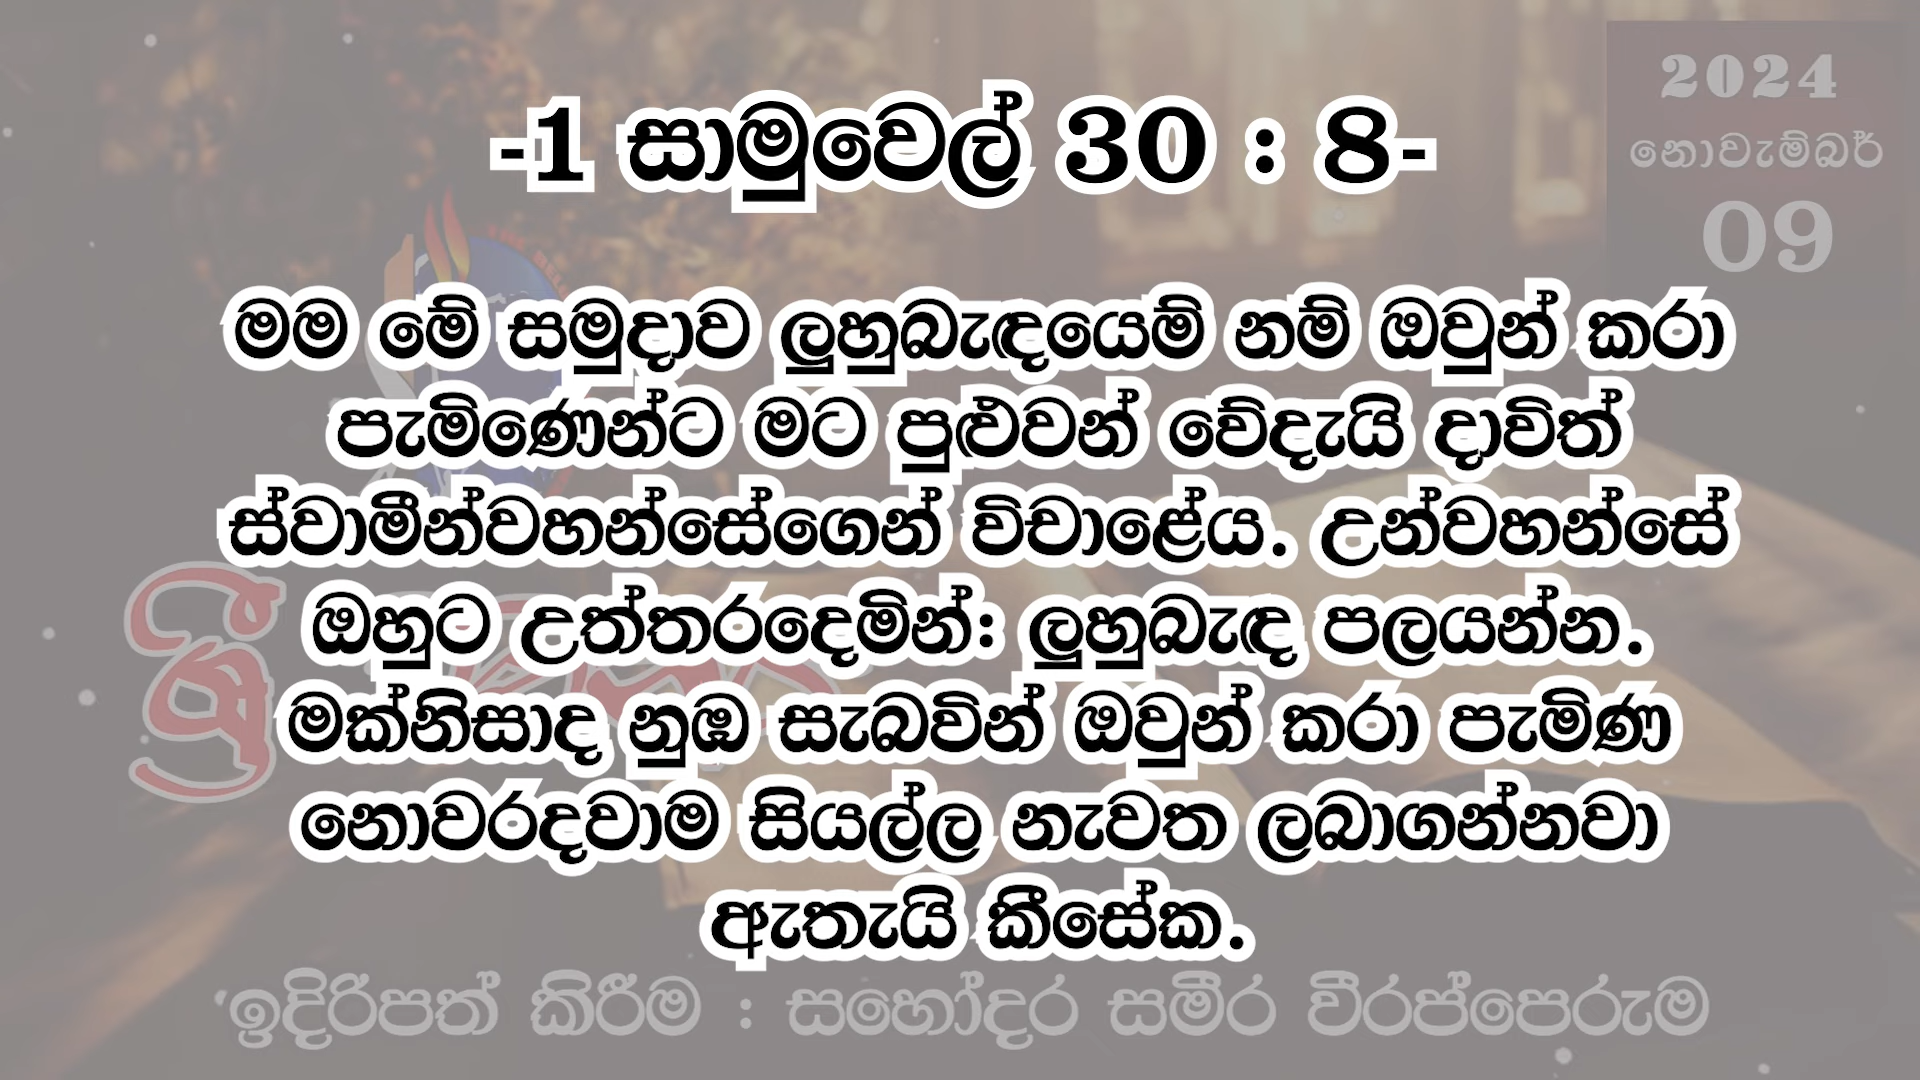 2024
නොවැම්බර්
09
-1 සාමුවෙල් 30 : 8-
මම මේ සමුදාව ලුහුබැඳයෙම් නම් ඔවුන් කරා
පැමිණෙන්ට මට පුළුවන් වේදැයි දාවිත්
ස්වාමීන්වහන්සේගෙන් විචාළේය. උන්වහන්සේ
ඔහුට උත්තරදෙමින්: ලුහුබැඳ පලයන්න.
මක්නිසාද නුඹ සැබවින් ඔවුන් කරා පැමිණ
නොවරදවාම සියල්ල නැවත ලබාගන්නවා
ඇතැයි කීසේක.
ඉදිරිපත් කිරීම : සහෝදර සමීර වීරප්පෙරුම